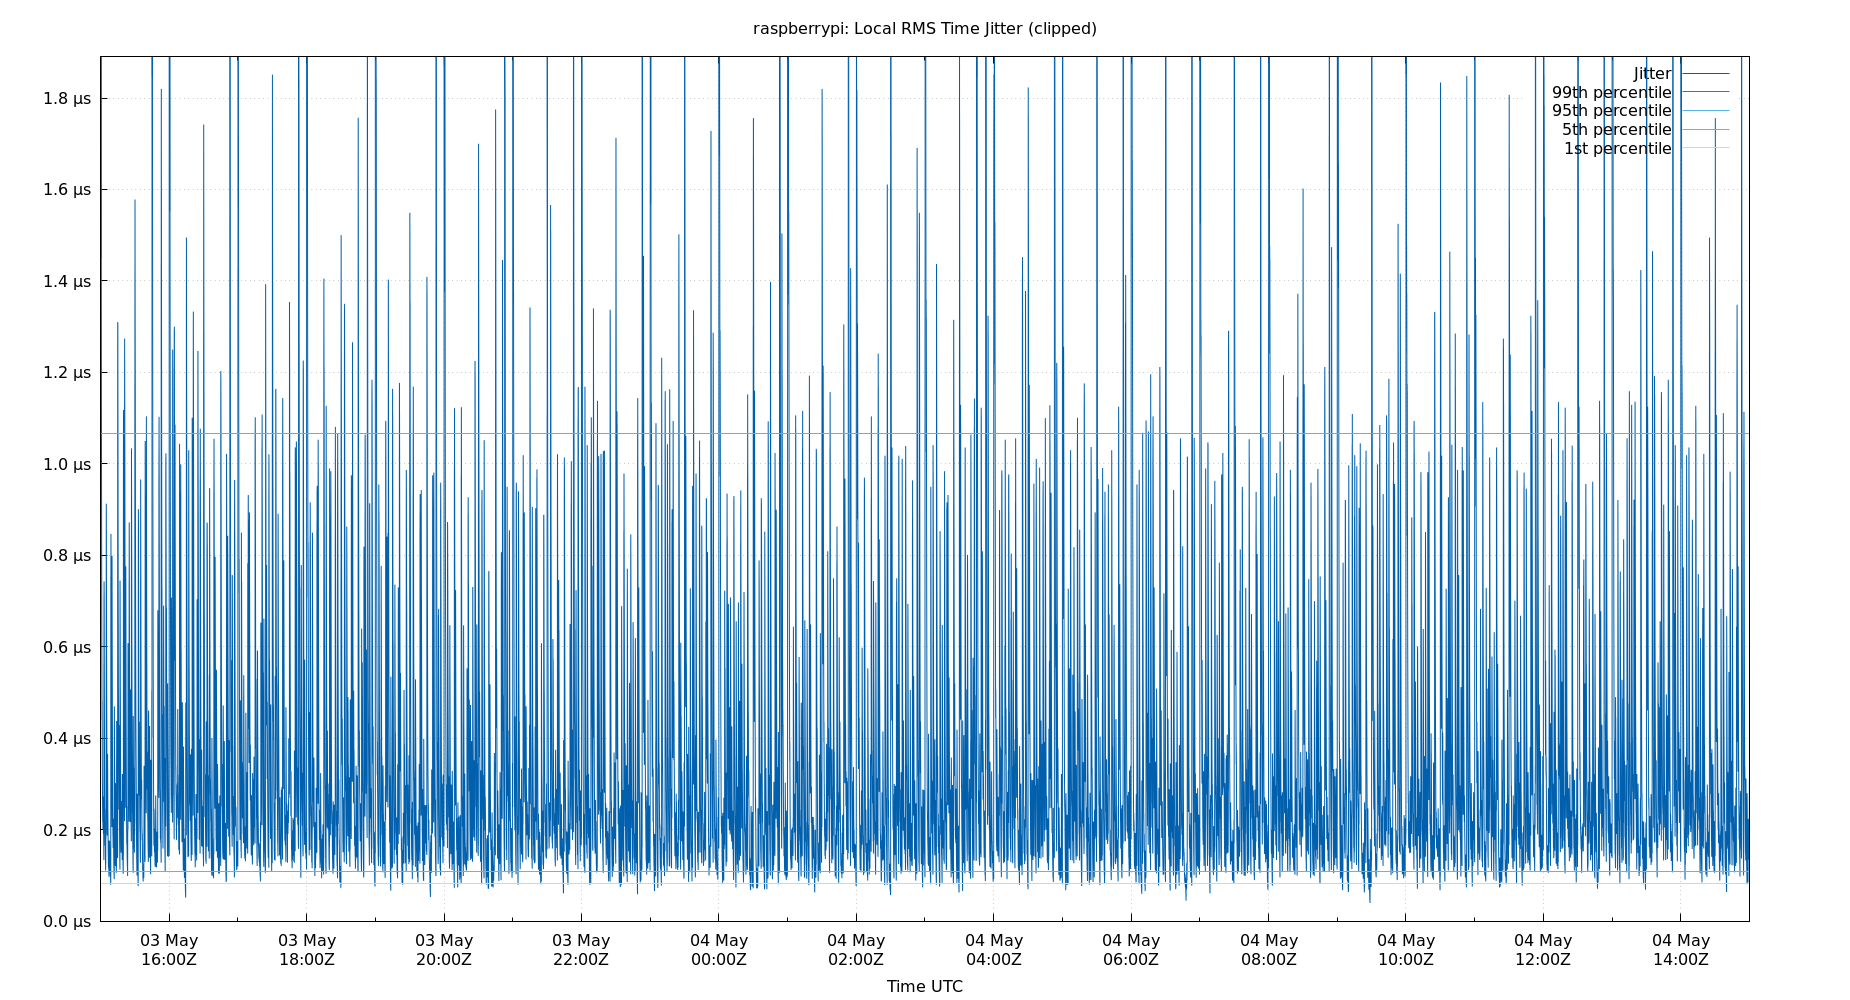 raspberrypi: Local RMS Time Jitter (clipped)
Jitter
99th percentile
95th percentile
5th percentile
1st percentile
1.8 µs
1.6 µs
1.4 µs
1.2 µs
1.0 µs
0.8 µs
0.6 µs
0.4 µs
0.2 µs
0.0 µs
03 May 03 May 03 May 03 May 04 May 04 May 04 May 04 May 04 May 04 May 04 May 04 May
16:00Z 18:00Z 20:00Z 22:00Z 00:00Z 02:00Z 04:00Z 06:00Z 08:00Z 10:00Z 12:00Z 14:00Z
Time UTC